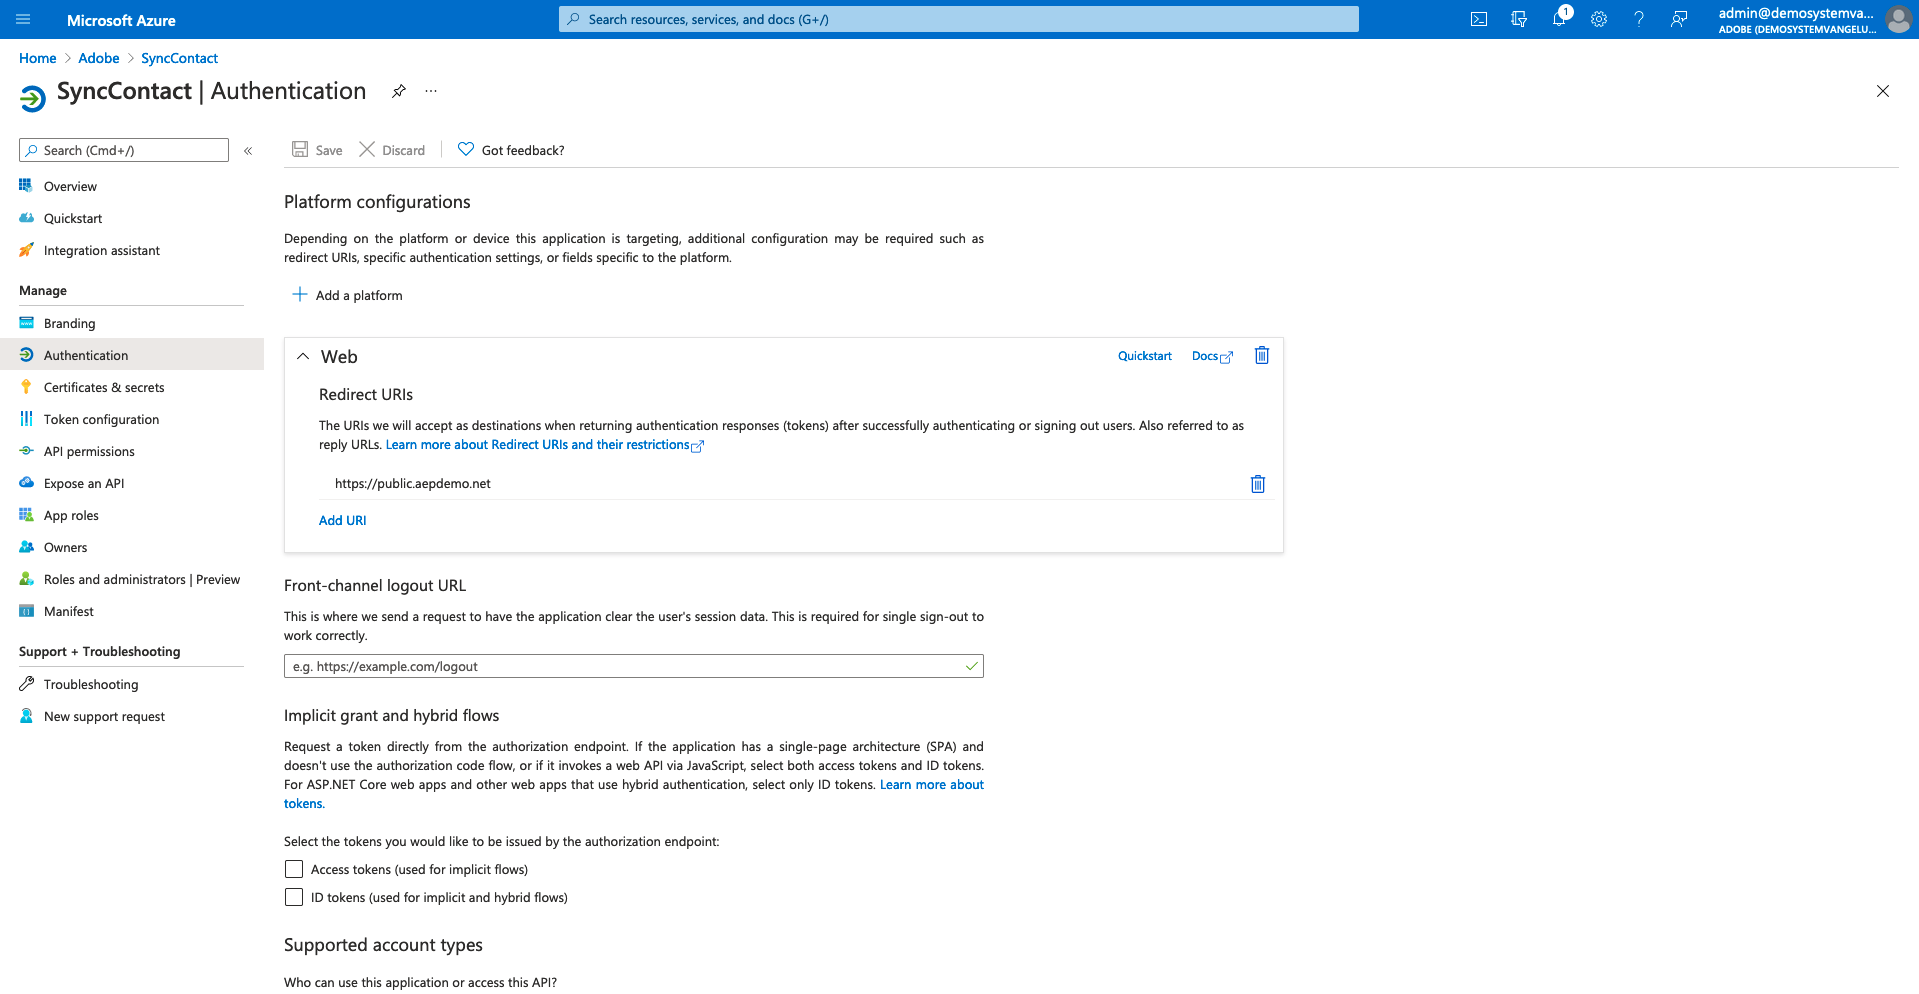 Microsoft Azure
Search resources, services, and docs (G+/)
1
admin@demosystemva...
ADOBE (DEMOSYSTEMVANGELU...
Home > Adobe > SyncContact
SyncContact | Authentication
Search (Cmd+/)
Save
Discard
Got feedback?
Overview
Quickstart
Integration assistant
Manage
Branding
Authentication
Certificates & secrets
Token configuration
API permissions
Expose an API
App roles
Owners
Roles and administrators | Preview
Manifest
Support + Troubleshooting
Troubleshooting
New support request
Platform configurations
Depending on the platform or device this application is targeting, additional configuration may be required such as
redirect URIs, specific authentication settings, or fields specific to the platform.
Add a platform
Web
Quickstart
Docs
Redirect URIs
The URIs we will accept as destinations when returning authentication responses (tokens) after successfully authenticating or signing out users. Also referred to as
reply URLs. Learn more about Redirect URIs and their restrictions
https://public.aepdemo.net
Add URI
Front-channel logout URL
This is where we send a request to have the application clear the user's session data. This is required for single sign-out to
work correctly.
e.g. https://example.com/logout
Implicit grant and hybrid flows
Request a token directly from the authorization endpoint. If the application has a single-page architecture (SPA) and
doesn't use the authorization code flow, or if it invokes a web API via JavaScript, select both access tokens and ID tokens.
For ASP.NET Core web apps and other web apps that use hybrid authentication, select only ID tokens. Learn more about
tokens.
Select the tokens you would like to be issued by the authorization endpoint:
Access tokens (used for implicit flows)
ID tokens (used for implicit and hybrid flows)
Supported account types
Who can use this application or access this API?